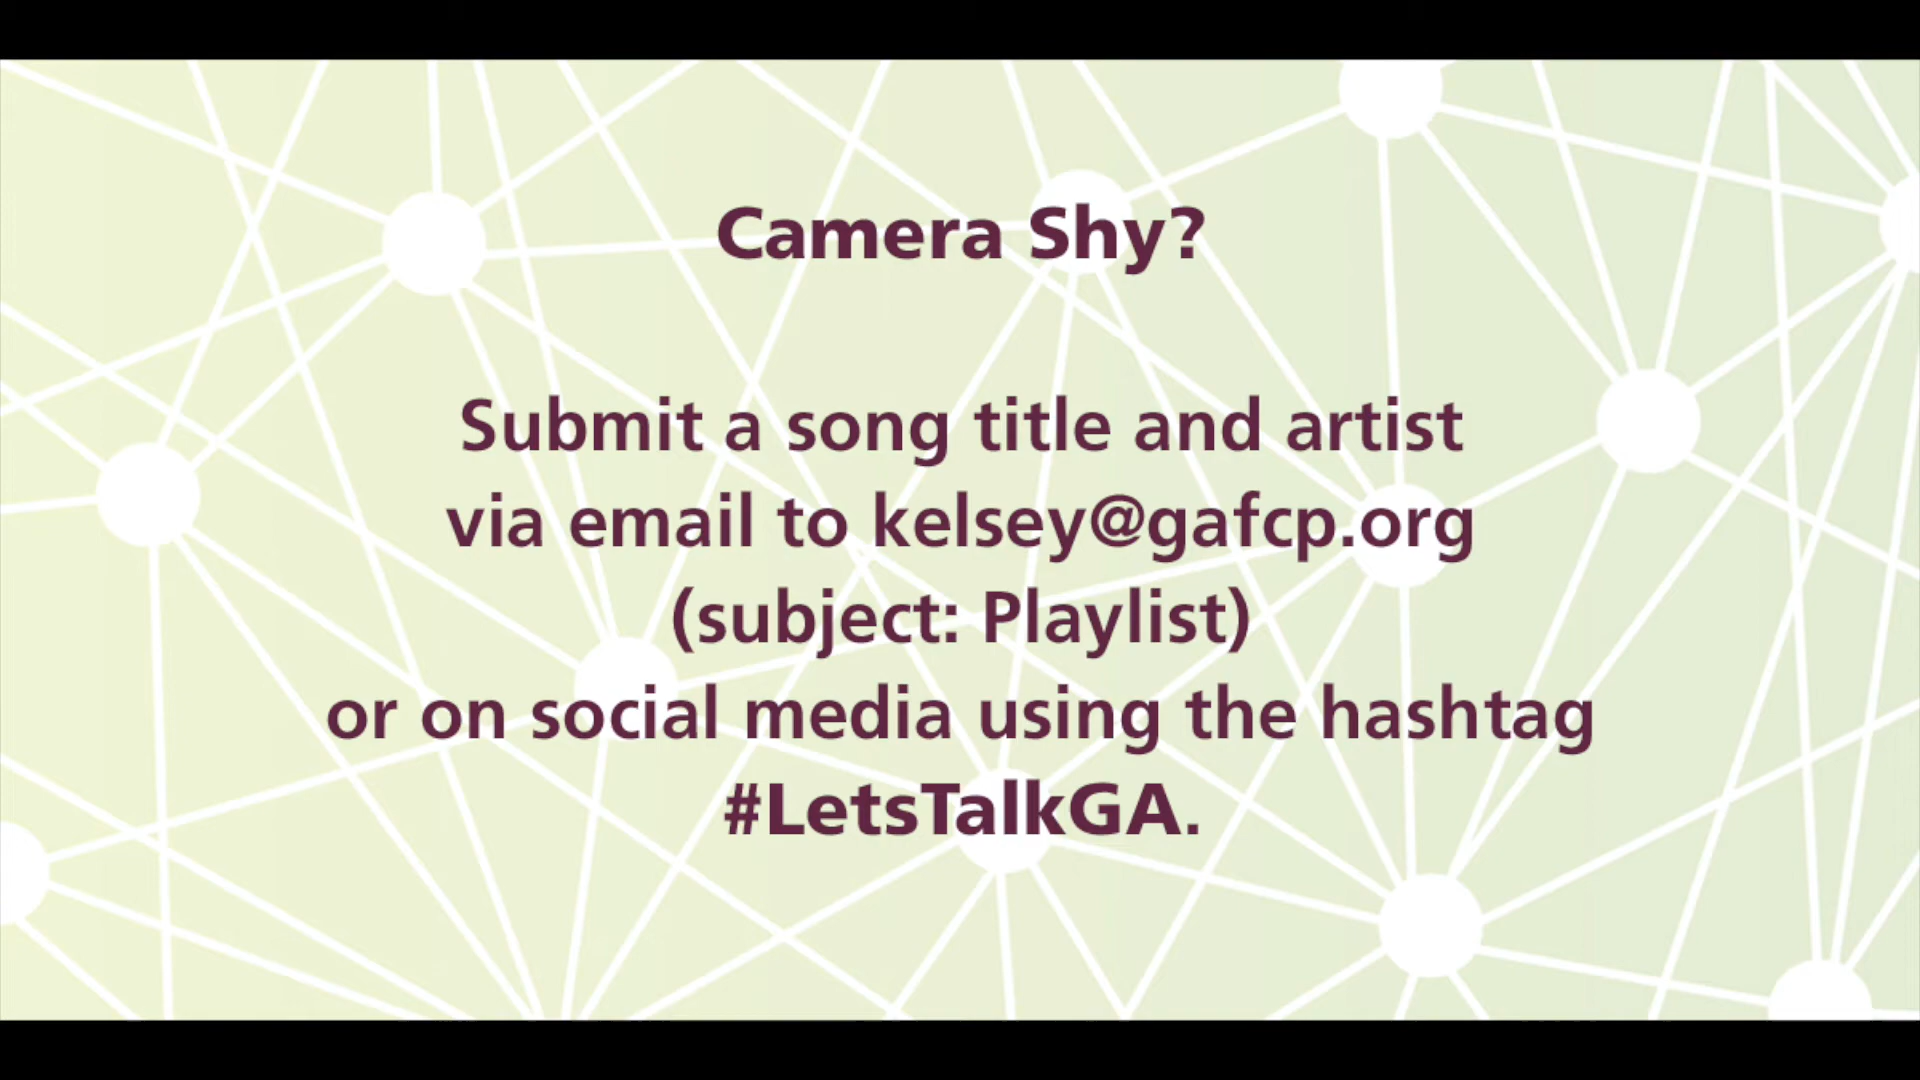 Camera Shy?
Submit a song title and artist
via email to kelsey@gafcp.org
(subject: Playlist)
or on social media using the hashtag
#LetsTalkGA.